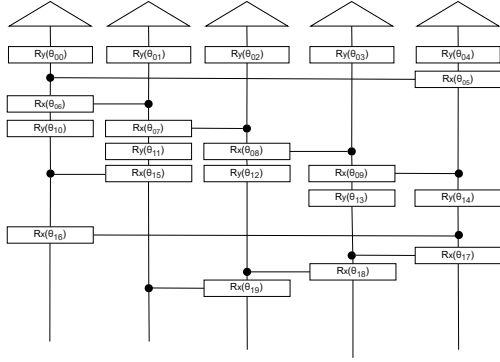 Ry(θ₀₀) Ry(θ₀₁) Ry(θ₀₂) Ry(θ₀₃) Ry(θ₀₄)
Rx(θ₀₅)
Rx(θ₀₆)
Ry(θ₁₀) Rx(θ₀₇)
Ry(θ₁₁) Rx(θ₀₈)
Rx(θ₁₅) Ry(θ₁₂) Rx(θ₀₉)
Ry(θ₁₃) Ry(θ₁₄)
Rx(θ₁₆)
Rx(θ₁₇)
Rx(θ₁₈)
Rx(θ₁₉)